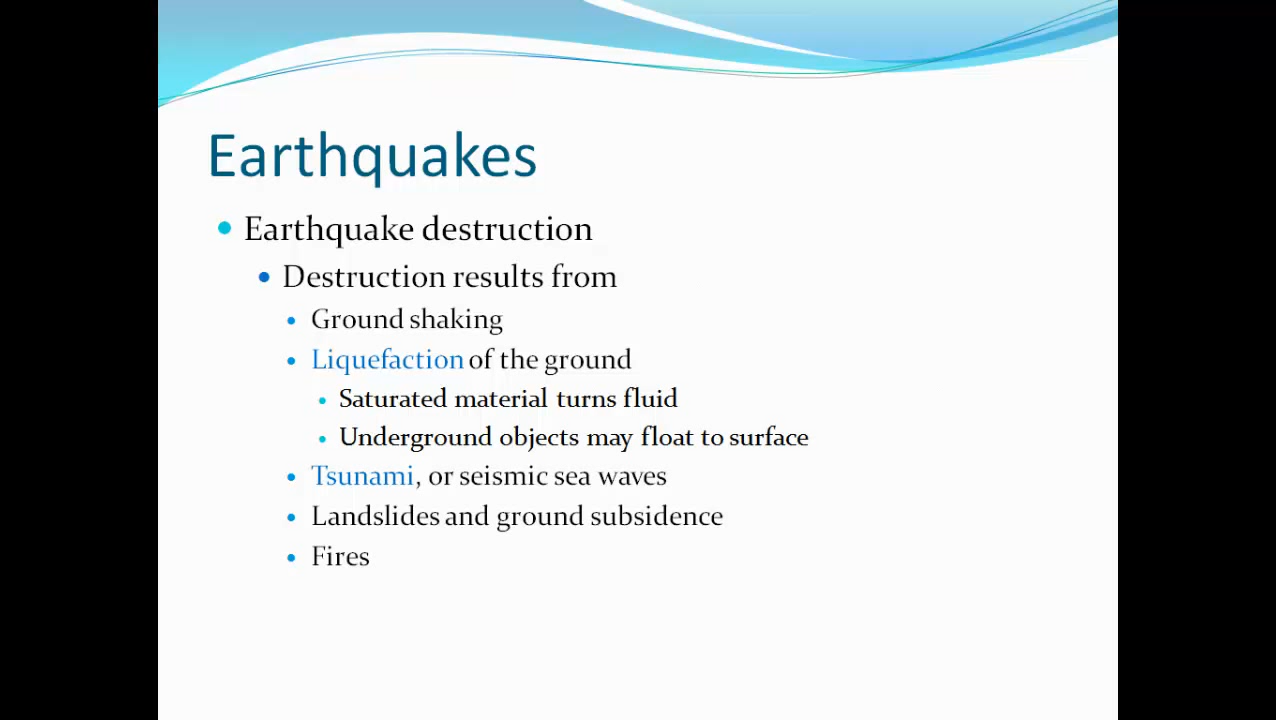 Earthquakes
Earthquake destruction
Destruction results from
Ground shaking
Liquefaction of the ground
Saturated material turns fluid
Underground objects may float to surface
Tsunami, or seismic sea waves
Landslides and ground subsidence
Fires